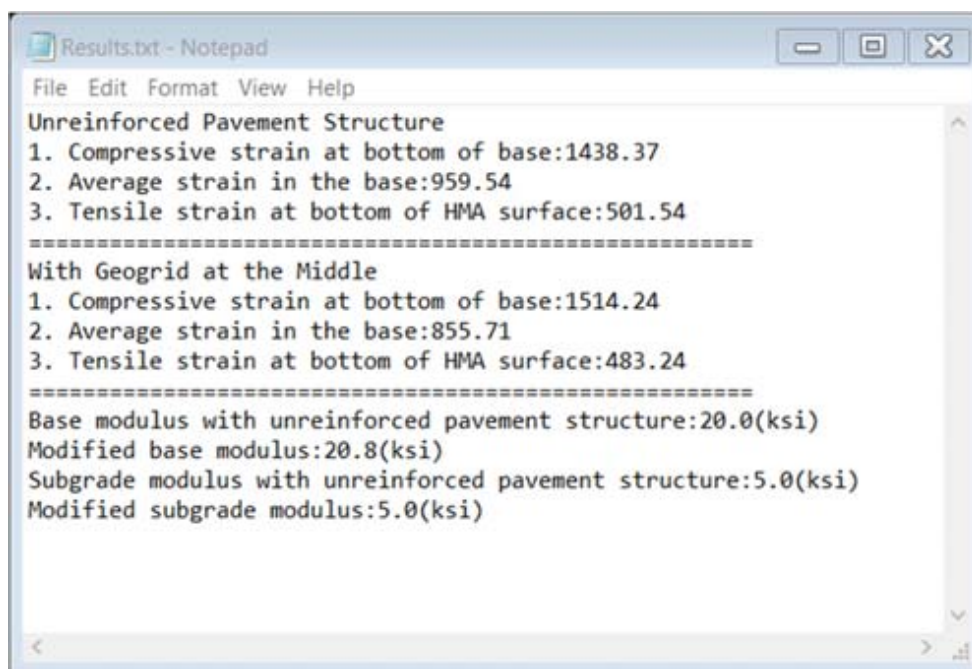 Results.txt - Notepad
File Edit Format View Help
Unreinforced Pavement Structure
1. Compressive strain at bottom of base:1438.37
2. Average strain in the base:959.54
3. Tensile strain at bottom of HMA surface:501.54
======================================================
With Geogrid at the Middle
1. Compressive strain at bottom of base:1514.24
2. Average strain in the base:855.71
3. Tensile strain at bottom of HMA surface:483.24
======================================================
Base modulus with unreinforced pavement structure:20.0(ksi)
Modified base modulus:20.8(ksi)
Subgrade modulus with unreinforced pavement structure:5.0(ksi)
Modified subgrade modulus:5.0(ksi)